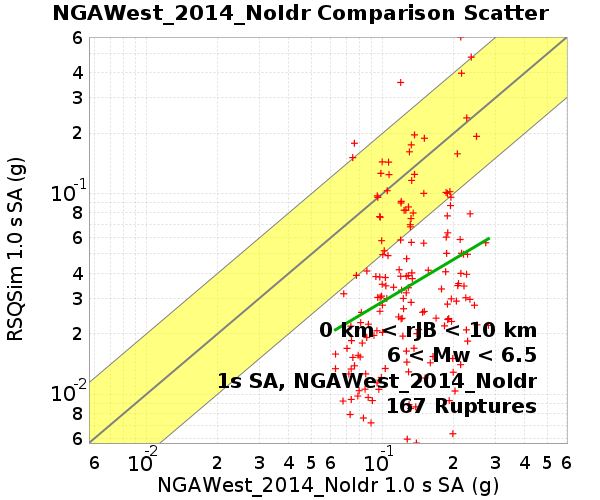 NGAWest_2014_NoIdr Comparison Scatter
6
4
3
2
10-1
8
6
4
3
2
10-2
8
6
RSQSim 1.0 s SA (g)
0 km < rJB < 10 km
6 < Mw < 6.5
1s SA, NGAWest_2014_NoIdr
167 Ruptures
6 8 10-2 2 3 4 5 6 8 10-1 2 3 4 5 6
NGAWest_2014_NoIdr 1.0 s SA (g)